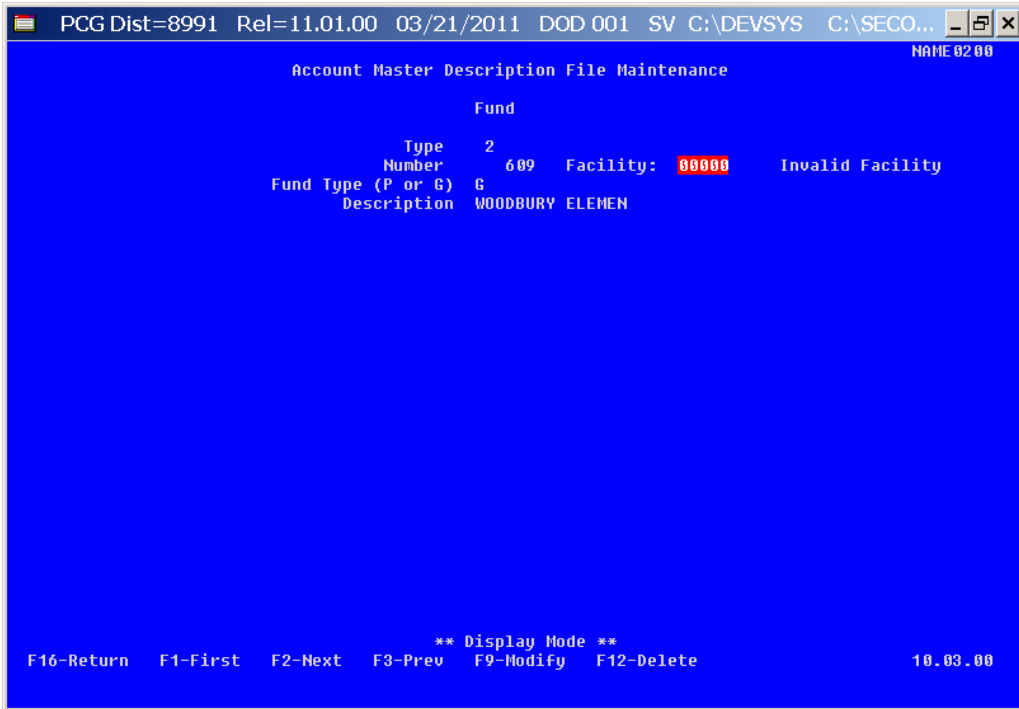 PCG Dist=8991 Rel=11.01.00 03/21/2011 DOD 001 SV C:\DEVSYS C:\SECO...
NAME0200
Account Master Description File Maintenance
Fund
Type 2
Number 609 Facility: 00000 Invalid Facility
Fund Type (P or G) G
Description WOODBURY ELEMEN
** Display Mode **
F16-Return F1-First F2-Next F3-Prev F9-Modify F12-Delete 10.03.00